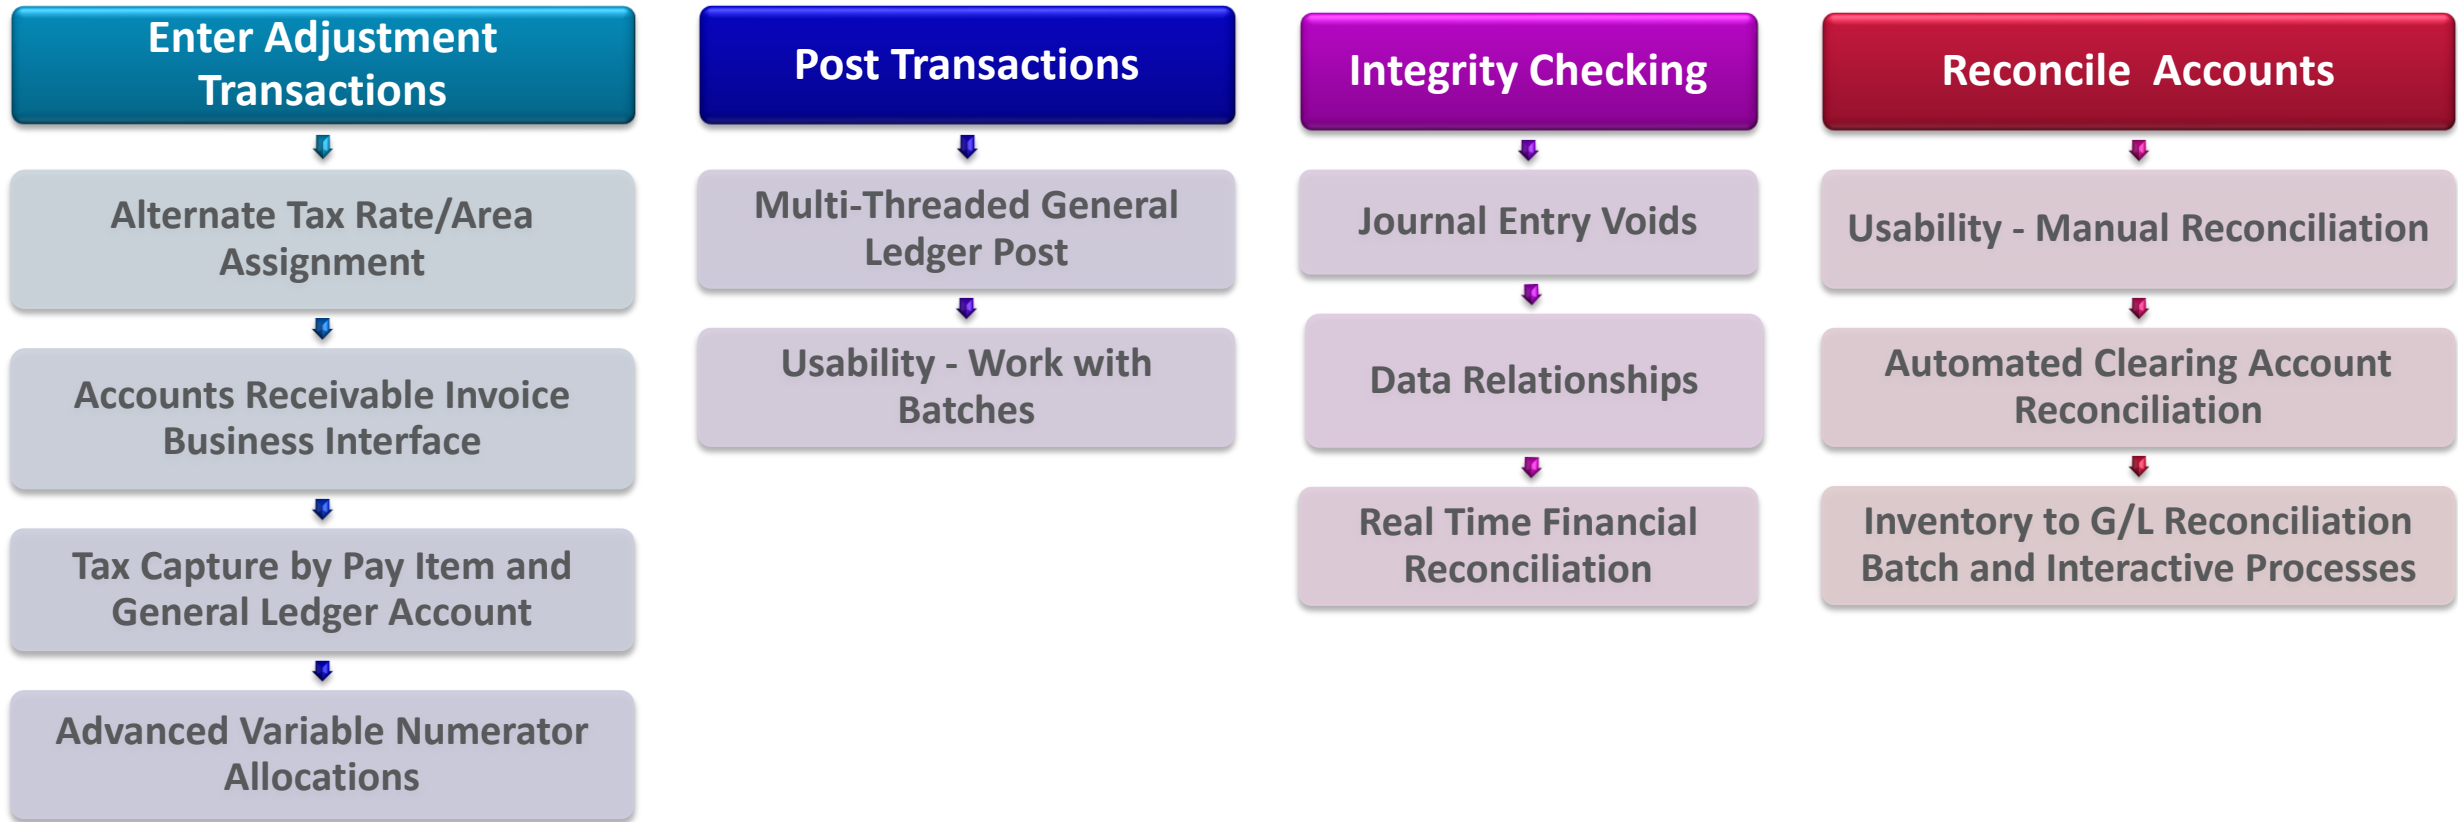 Enter Adjustment
Transactions
Alternate Tax Rate/Area
Assignment
Accounts Receivable Invoice
Business Interface
Tax Capture by Pay Item and
General Ledger Account
Advanced Variable Numerator
Allocations
Post Transactions
Multi-Threaded General
Ledger Post
Usability - Work with
Batches
Integrity Checking
Journal Entry Voids
Data Relationships
Real Time Financial
Reconciliation
Reconcile  Accounts
Usability - Manual Reconciliation
Automated Clearing Account
Reconciliation
Inventory to G/L Reconciliation
Batch and Interactive Processes